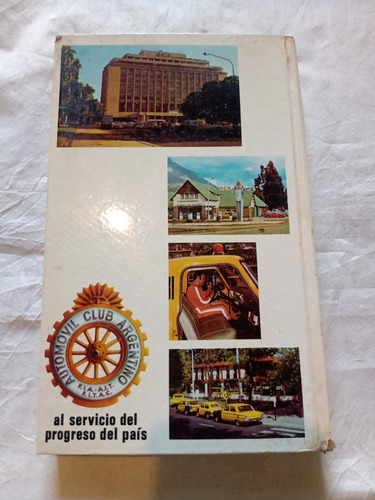 AUTOMOVIL CLUB ARGENTINO
F.I.A. - A.I.T.
F.I.T.A.C.
al servicio del
progreso del país